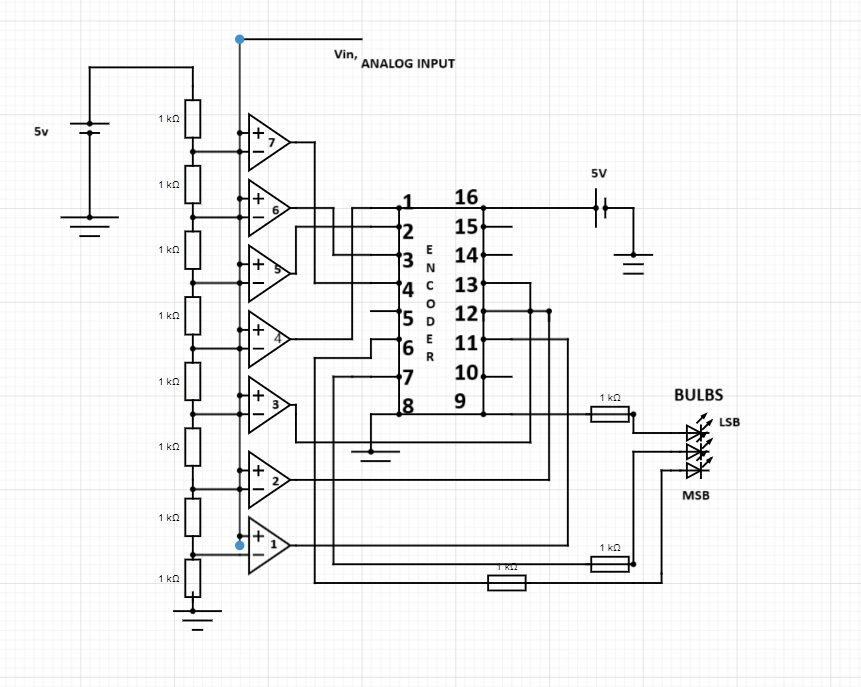 Vin, ANALOG INPUT
5v
1 kΩ
1 kΩ
1 kΩ
1 kΩ
1 kΩ
1 kΩ
1 kΩ
1 kΩ
+
− 7
+
− 6
+
− 5
+
− 4
+
− 3
+
− 2
+
− 1
1 16
2 15
3 14
4 13
5 12
6 11
7 10
8 9
E
N
C
O
D
E
R
5V
BULBS
1 kΩ
LSB
MSB
1 kΩ
1 kΩ